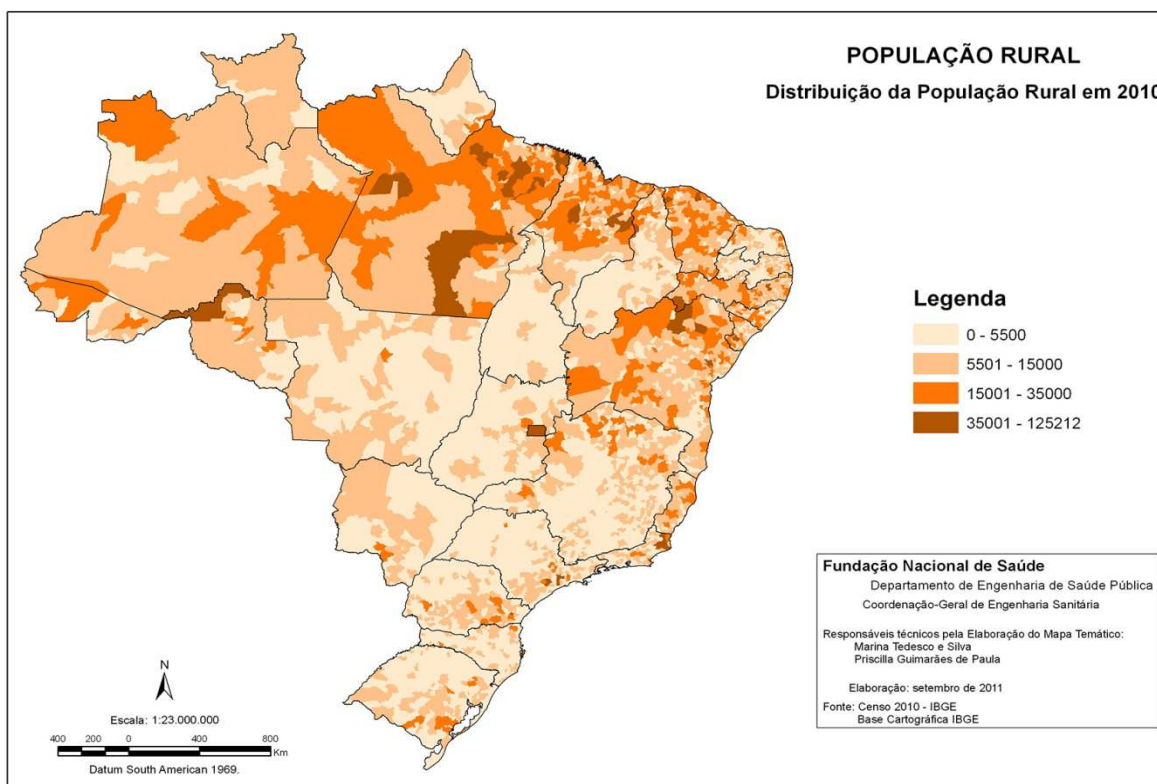 POPULAÇÃO RURAL
Distribuição da População Rural em 2010
Legenda
0 - 5500
5501 - 15000
15001 - 35000
35001 - 125212
Fundação Nacional de Saúde
Departamento de Engenharia de Saúde Pública
Coordenação-Geral de Engenharia Sanitária
Responsáveis técnicos pela Elaboração do Mapa Temático:
Marina Tedesco e Silva
Priscilla Guimarães de Paula
Elaboração: setembro de 2011
Fonte: Censo 2010 - IBGE
Base Cartográfica IBGE
N
Escala: 1:23.000.000
400 200 0 400 800
Km
Datum South American 1969.